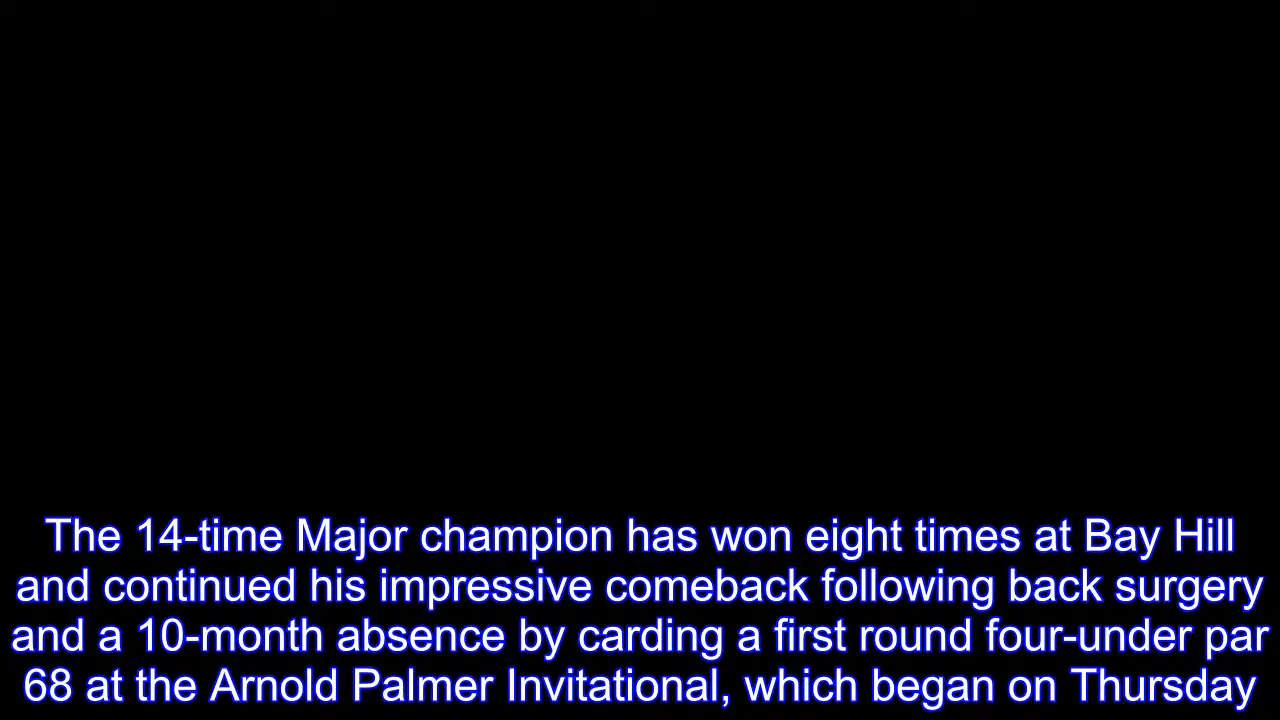 The 14-time Major champion has won eight times at Bay Hill
and continued his impressive comeback following back surgery
and a 10-month absence by carding a first round four-under par
68 at the Arnold Palmer Invitational, which began on Thursday